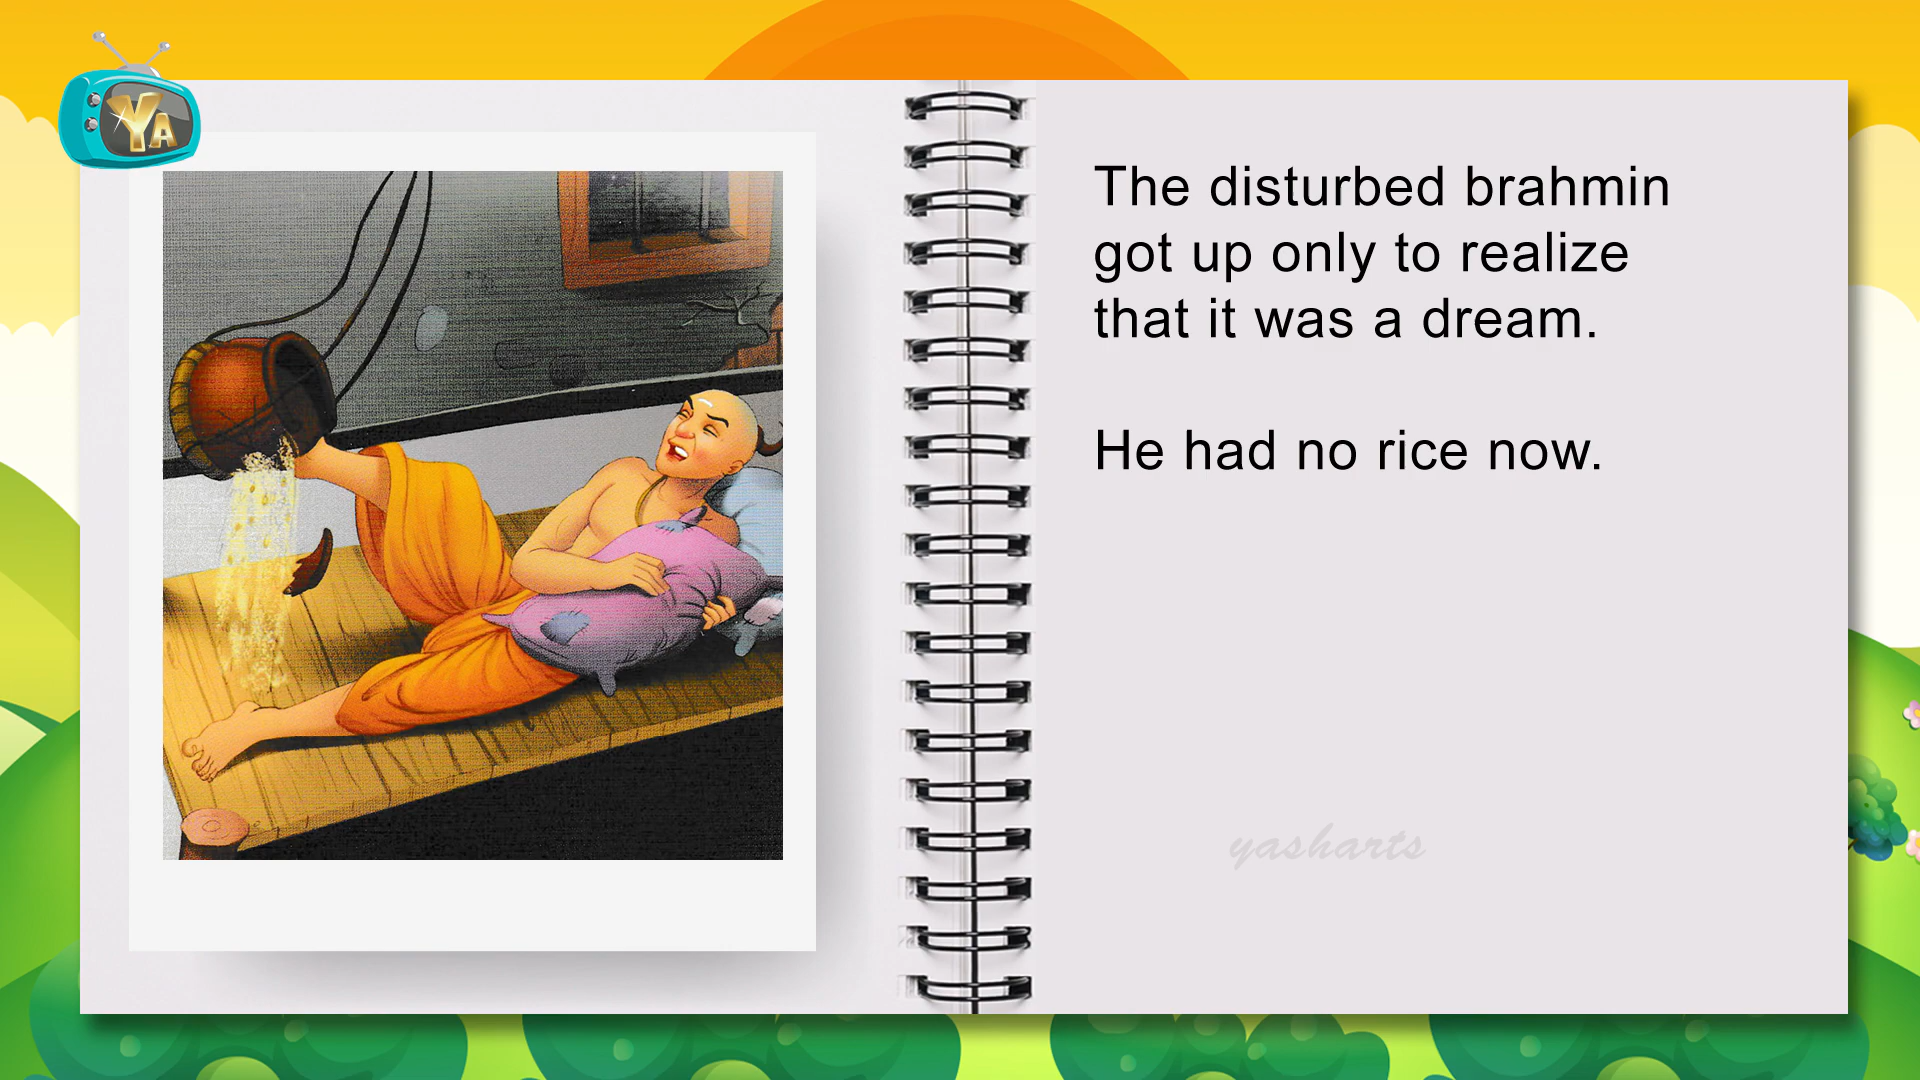 YA
The disturbed brahmin
got up only to realize
that it was a dream.
He had no rice now.
yasharts